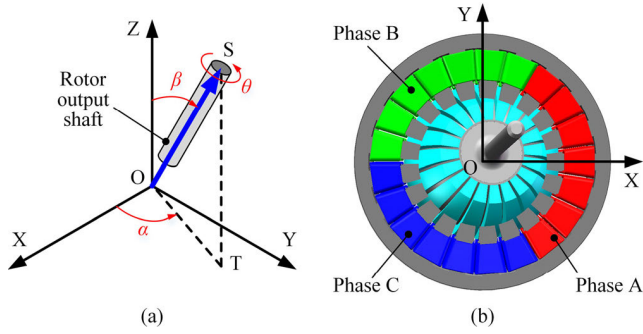 Z
S
β
θ
Rotor
output
shaft
O
X
α
Y
T
(a)
Y
Phase B
O
X
Phase C
Phase A
(b)